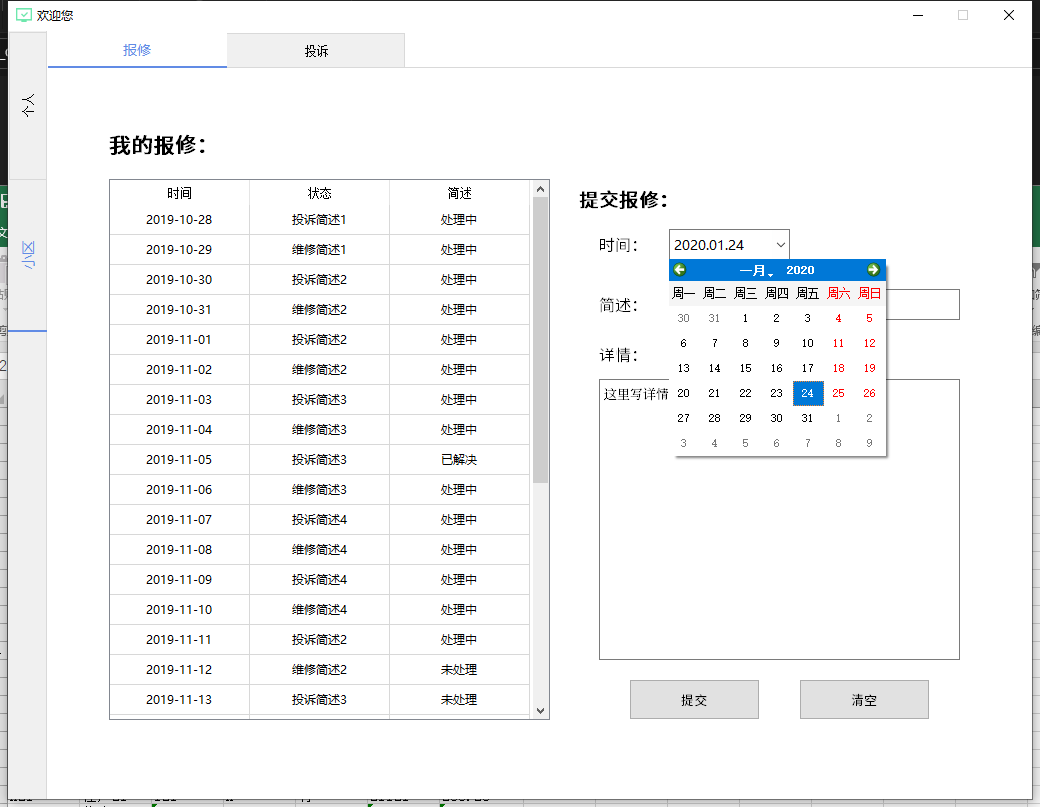 欢迎您
报修 投诉
个人
小区
我的报修：
时间 状态 简述
2019-10-28 投诉简述1 处理中
2019-10-29 维修简述1 处理中
2019-10-30 投诉简述2 处理中
2019-10-31 维修简述2 处理中
2019-11-01 投诉简述2 处理中
2019-11-02 维修简述2 处理中
2019-11-03 投诉简述3 处理中
2019-11-04 维修简述3 处理中
2019-11-05 投诉简述3 已解决
2019-11-06 维修简述3 处理中
2019-11-07 投诉简述4 处理中
2019-11-08 维修简述4 处理中
2019-11-09 投诉简述4 处理中
2019-11-10 维修简述4 处理中
2019-11-11 投诉简述2 处理中
2019-11-12 维修简述2 未处理
2019-11-13 投诉简述3 未处理
提交报修：
时间： 2020.01.24
一月 2020
周一 周二 周三 周四 周五 周六 周日
30 31 1 2 3 4 5
6 7 8 9 10 11 12
13 14 15 16 17 18 19
20 21 22 23 24 25 26
27 28 29 30 31 1 2
3 4 5 6 7 8 9
简述：
详情：
这里写详情
提交 清空